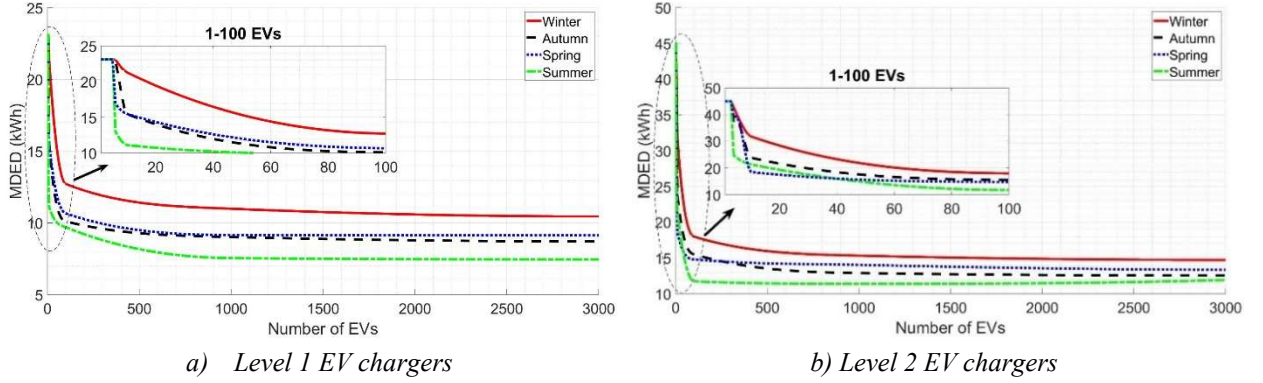 25
20
15
10
5
MDED (kWh)
0
500
1000
1500
2000
2500
3000
Number of EVs
Winter
Autumn
Spring
Summer
1-100 EVs
25
20
15
10
20
40
60
80
100
a) Level 1 EV chargers
50
45
40
35
30
25
20
15
10
MDED (kWh)
0
500
1000
1500
2000
2500
3000
Number of EVs
Winter
Autumn
Spring
Summer
1-100 EVs
50
40
30
20
10
20
40
60
80
100
b) Level 2 EV chargers